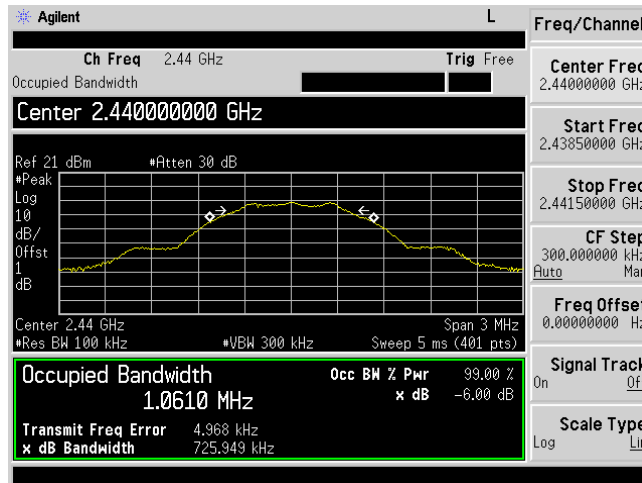 Agilent L
Ch Freq 2.44 GHz Trig Free
Occupied Bandwidth
Center 2.440000000 GHz
Ref 21 dBm #Atten 30 dB
#Peak
Log
10
dB/
Offst
1
dB
Center 2.44 GHz Span 3 MHz
#Res BW 100 kHz #VBW 300 kHz Sweep 5 ms (401 pts)
Occupied Bandwidth Occ BW % Pwr 99.00 %
1.0610 MHz x dB -6.00 dB
Transmit Freq Error 4.968 kHz
x dB Bandwidth 725.949 kHz
Freq/Channel
Center Freq
2.44000000 GHz
Start Freq
2.43850000 GHz
Stop Freq
2.44150000 GHz
CF Step
300.000000 kHz
Auto Man
Freq Offset
0.00000000 Hz
Signal Track
On Off
Scale Type
Log Lin